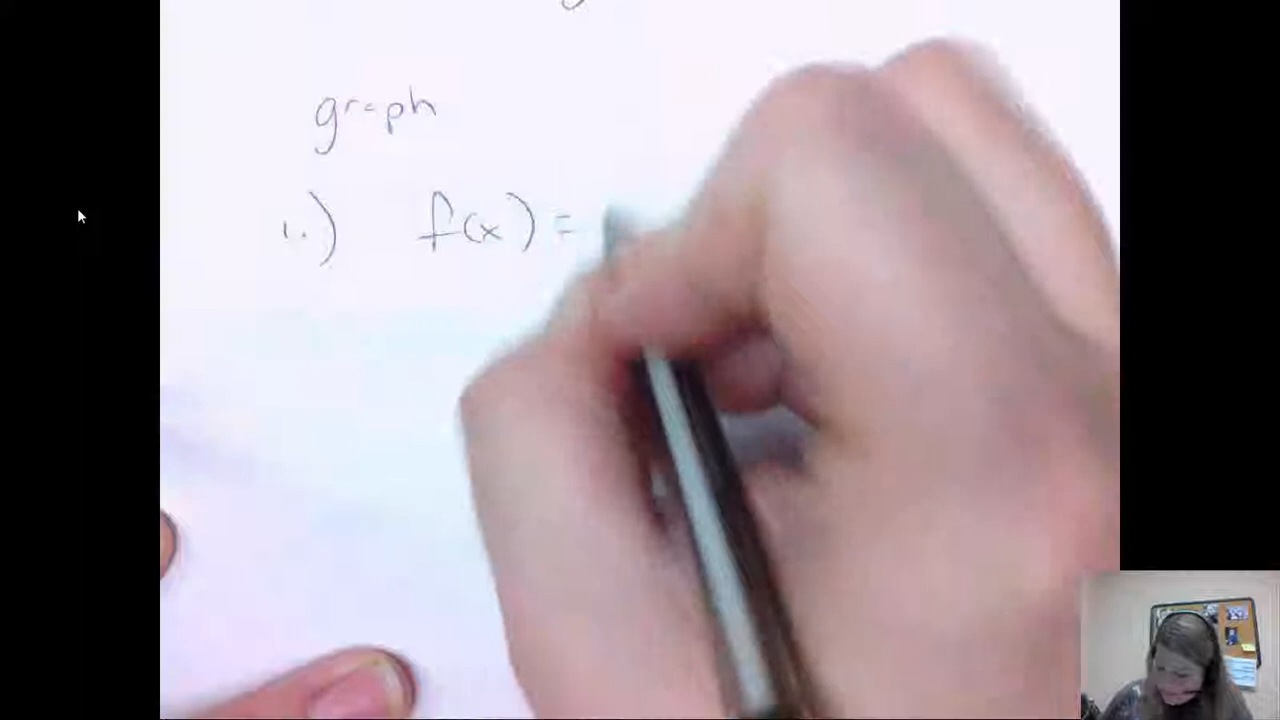 graph
1.) f(x) =